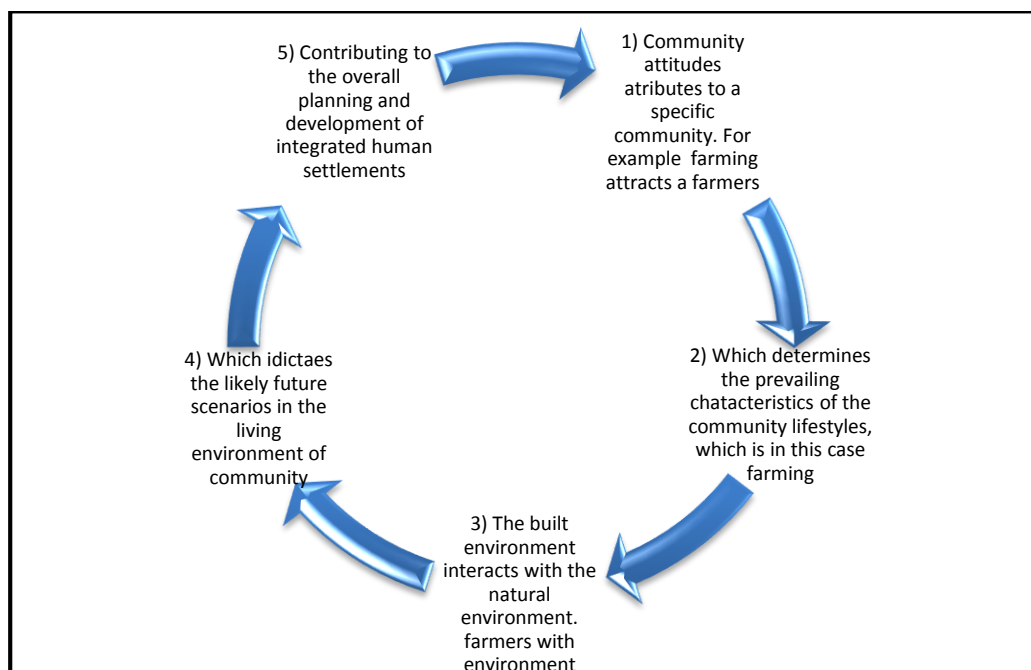 1) Community
attitudes
atributes to a
specific
community. For
example farming
attracts a farmers
2) Which determines
the prevailing
chatacteristics of the
community lifestyles,
which is in this case
farming
3) The built
environment
interacts with the
natural
environment.
farmers with
environment
4) Which idictaes
the likely future
scenarios in the
living
environment of
community
5) Contributing to
the overall
planning and
development of
integrated human
settlements